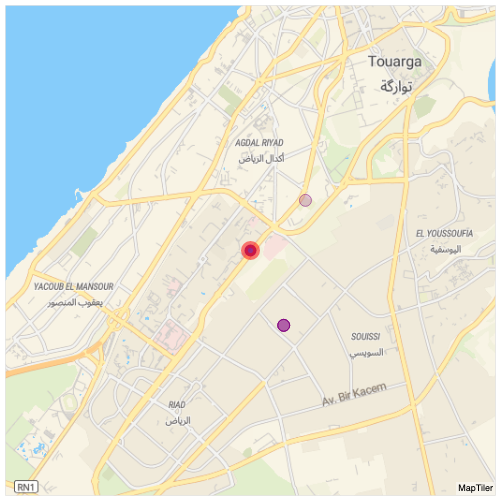 Touarga
تواركة
AGDAL RIYAD
أكدال الرياض
EL YOUSSOUFIA
اليوسفية
YACOUB EL MANSOUR
يعقوب المنصور
SOUISSI
السويسي
Av. Bir Kacem
RIAD
الرياض
RN1
MapTiler